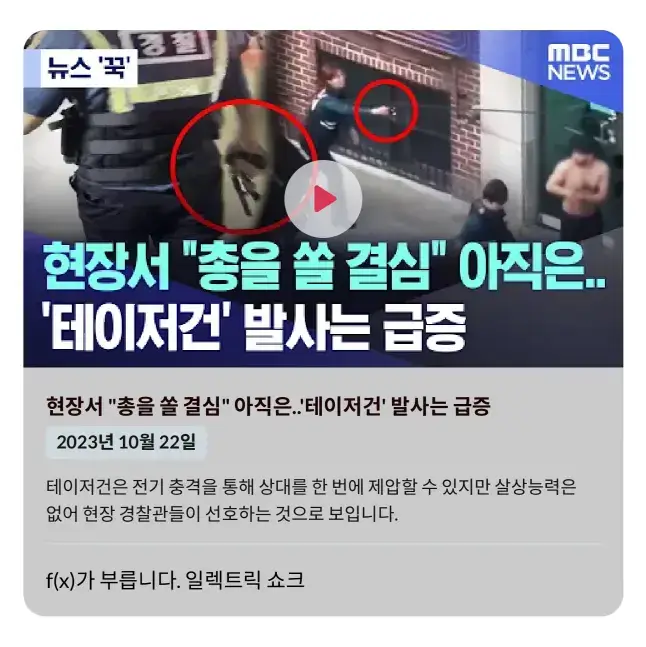 경찰
뉴스 '꾹'
MBC
NEWS
현장서 "총을 쏠 결심" 아직은..
'테이저건' 발사는 급증
현장서 "총을 쏠 결심" 아직은..'테이저건' 발사는 급증
2023년 10월 22일
테이저건은 전기 충격을 통해 상대를 한 번에 제압할 수 있지만 살상능력은
없어 현장 경찰관들이 선호하는 것으로 보입니다.
f(x)가 부릅니다. 일렉트릭 쇼크